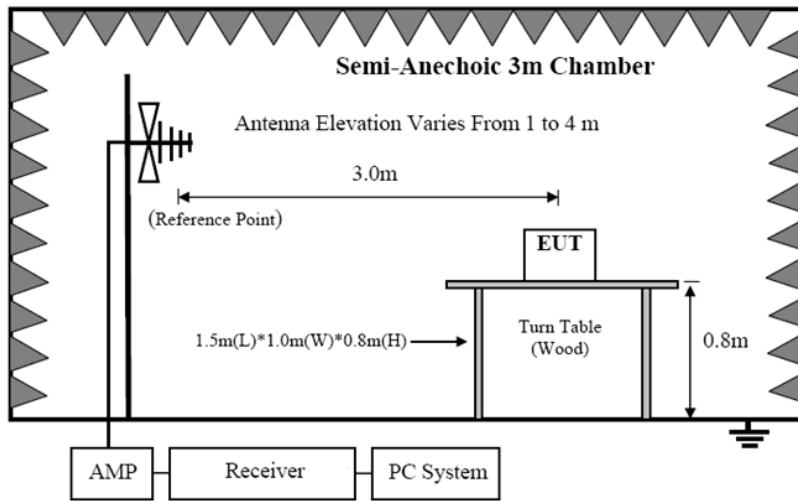 Semi-Anechoic 3m Chamber
Antenna Elevation Varies From 1 to 4 m
3.0m
(Reference Point)
EUT
1.5m(L)*1.0m(W)*0.8m(H)
Turn Table
(Wood)
0.8m
AMP
Receiver
PC System